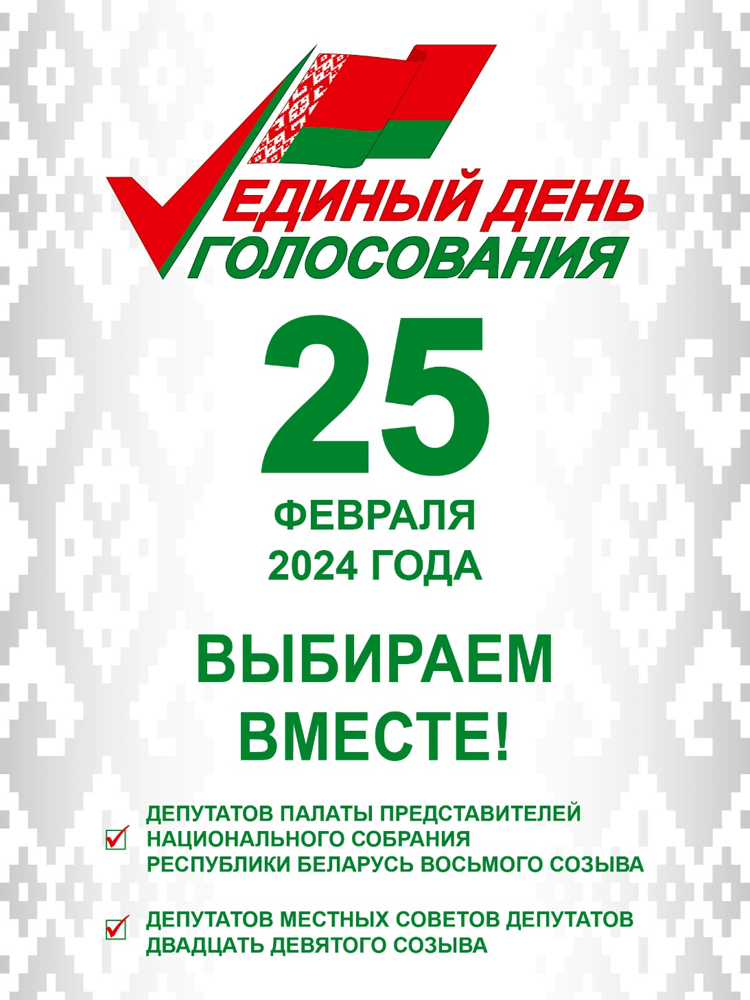 ЕДИНЫЙ ДЕНЬ
ГОЛОСОВАНИЯ
25
ФЕВРАЛЯ
2024 ГОДА
ВЫБИРАЕМ
ВМЕСТЕ!
ДЕПУТАТОВ ПАЛАТЫ ПРЕДСТАВИТЕЛЕЙ
НАЦИОНАЛЬНОГО СОБРАНИЯ
РЕСПУБЛИКИ БЕЛАРУСЬ ВОСЬМОГО СОЗЫВА
ДЕПУТАТОВ МЕСТНЫХ СОВЕТОВ ДЕПУТАТОВ
ДВАДЦАТЬ ДЕВЯТОГО СОЗЫВА